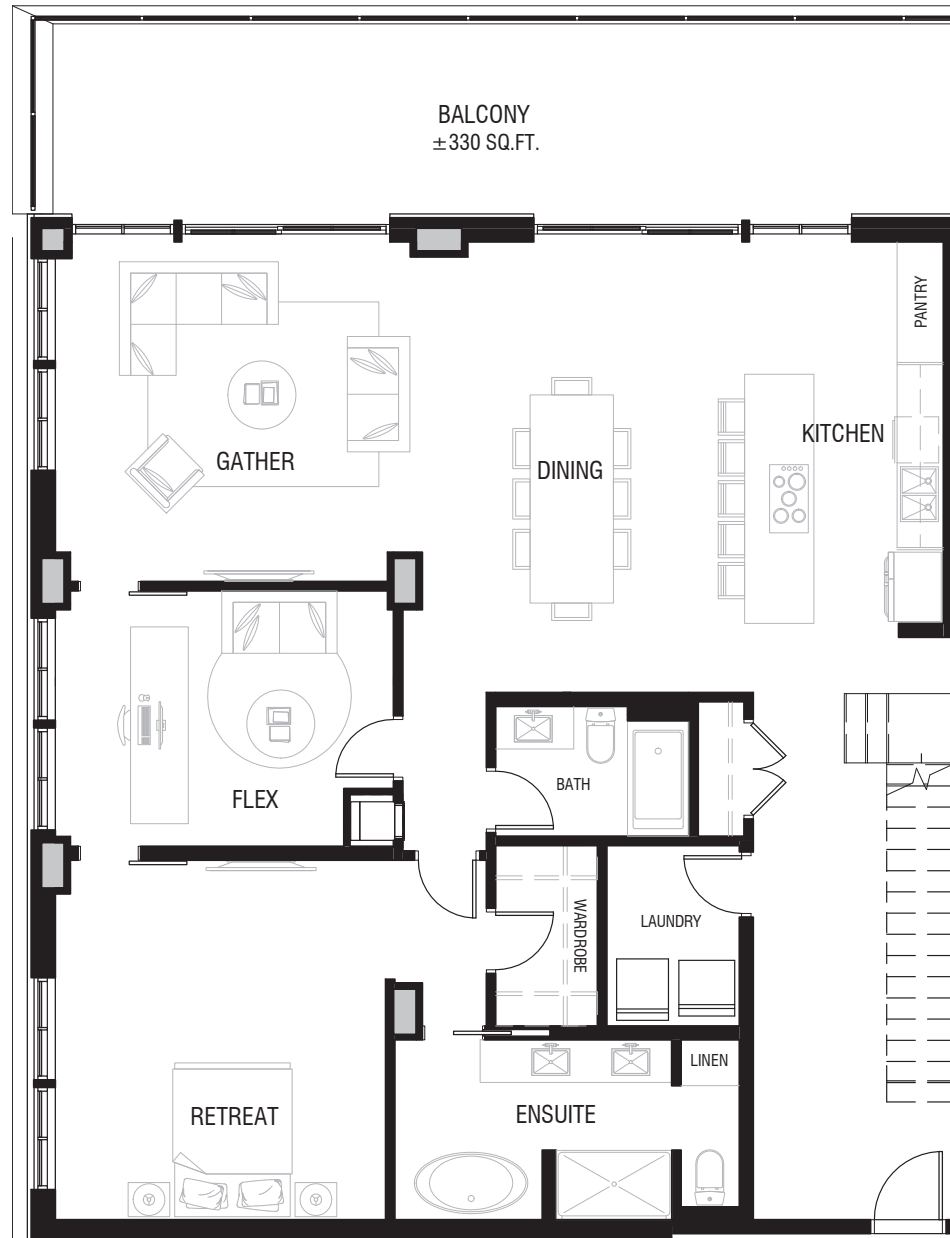 BALCONY
±330 SQ.FT.
PANTRY
KITCHEN
GATHER
DINING
BATH
FLEX
WARDROBE
LAUNDRY
LINEN
RETREAT
ENSUITE